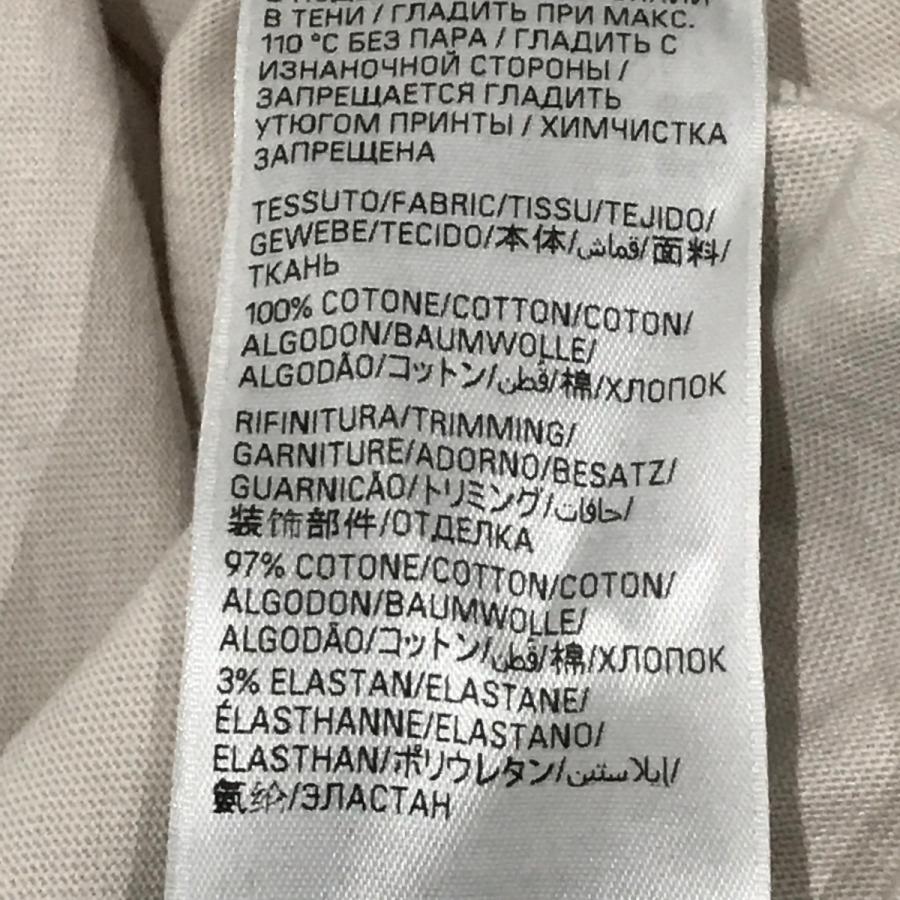 В ТЕНИ / ГЛАДИТЬ ПРИ МАКС.
110 °С БЕЗ ПАРА / ГЛАДИТЬ С
ИЗНАНОЧНОЙ СТОРОНЫ /
ЗАПРЕЩАЕТСЯ ГЛАДИТЬ
УТЮГОМ ПРИНТЫ / ХИМЧИСТКА
ЗАПРЕЩЕНА
TESSUTO/FABRIC/TISSU/TEJIDO/
GEWEBE/TECIDO/本体/قماش/面料/
ТКАНЬ
100% COTONE/COTTON/COTON/
ALGODON/BAUMWOLLE/
ALGODÃO/コットン/قطن/棉/ХЛОПОК
RIFINITURA/TRIMMING/
GARNITURE/ADORNO/BESATZ/
GUARNICÃO/トリミング/حافات/
装饰部件/ОТДЕЛКА
97% COTONE/COTTON/COTON/
ALGODON/BAUMWOLLE/
ALGODÃO/コットン/قطن/棉/ХЛОПОК
3% ELASTAN/ELASTANE/
ÉLASTHANNE/ELASTANO/
ELASTHAN/ポリウレタン/إيلاستين/
氨纶/ЭЛАСТАН